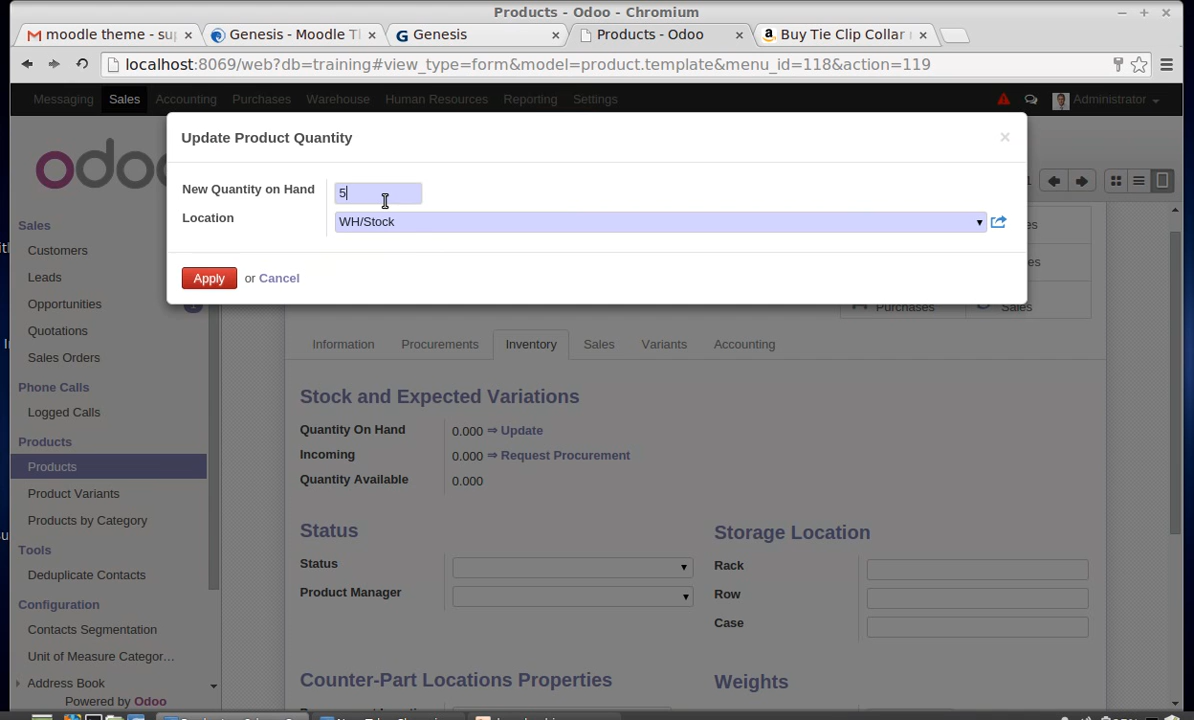 Products - Odoo - Chromium
moodle theme - su
Genesis - Moodle T
Genesis
Products - Odoo
Buy Tie Clip Collar
localhost:8069/web?db=training#view_type=form&model=product.template&menu_id=118&action=119
Messaging Sales Accounting Purchases Warehouse Human Resources Reporting Settings Administrator
Update Product Quantity
New Quantity on Hand 5
Location WH/Stock
Apply or Cancel
odoo
Sales
Customers
Leads
Opportunities
Quotations
Sales Orders
Phone Calls
Logged Calls
Products
Products
Product Variants
Products by Category
Tools
Deduplicate Contacts
Configuration
Contacts Segmentation
Unit of Measure Categor...
Address Book
Powered by Odoo
Purchases Sales
Information Procurements Inventory Sales Variants Accounting
Stock and Expected Variations
Quantity On Hand 0.000 ⇒ Update
Incoming 0.000 ⇒ Request Procurement
Quantity Available 0.000
Status
Status
Product Manager
Storage Location
Rack
Row
Case
Counter-Part Locations Properties
Weights